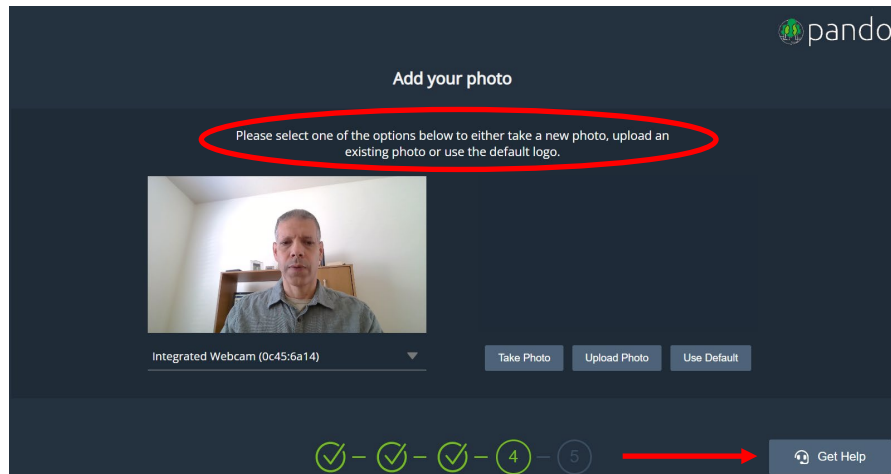 pando
Add your photo
Please select one of the options below to either take a new photo, upload an
existing photo or use the default logo.
Integrated Webcam (0c45:6a14)
Take Photo
Upload Photo
Use Default
4
5
Get Help